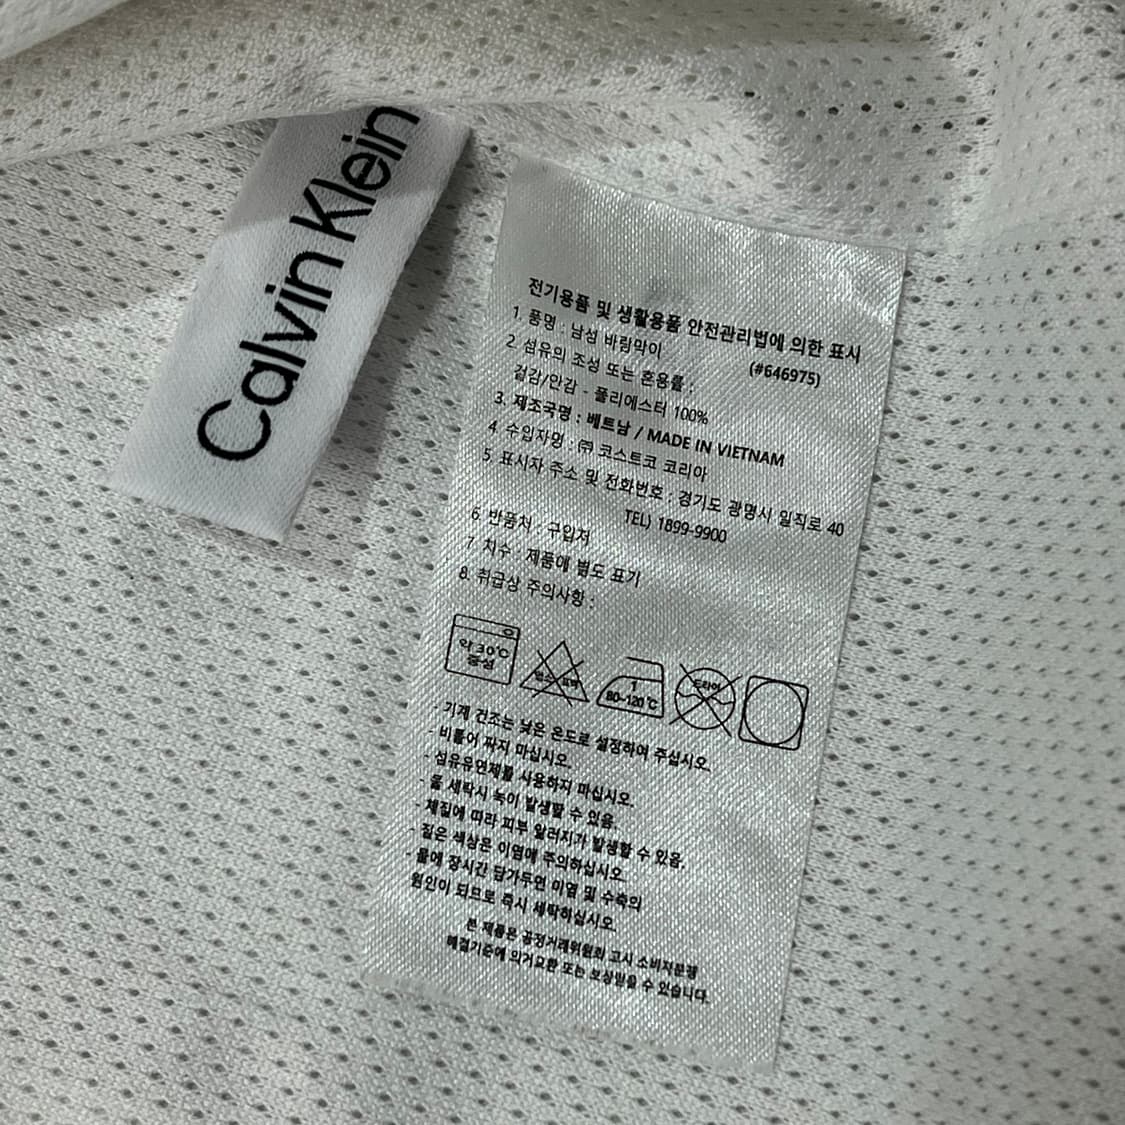 Calvin Klein
전기용품 및 생활용품 안전관리법에 의한 표시
1. 품명 : 남성 바람막이 (#646975)
2. 섬유의 조성 또는 혼용률 :
겉감/안감 - 폴리에스터 100%
3. 제조국명 : 베트남 / MADE IN VIETNAM
4. 수입자명 : ㈜ 코스트코 코리아
5. 표시자 주소 및 전화번호 : 경기도 광명시 일직로 40
TEL) 1899-9900
6. 반품처 : 구입처
7. 치수 : 제품에 별도 표기
8. 취급상 주의사항 :
약 30℃
중성
염소 표백
1
80~120℃
드라이
- 기계 건조는 낮은 온도로 설정하여 주십시오.
- 비틀어 짜지 마십시오.
- 섬유유연제를 사용하지 마십시오.
- 물 세탁시 녹이 발생할 수 있음.
- 체질에 따라 피부 알러지가 발생할 수 있음.
- 짙은 색상은 이염에 주의하십시오.
- 물에 장시간 담가두면 이염 및 수축의
원인이 되므로 즉시 세탁하십시오.
본 제품은 공정거래위원회 고시 소비자분쟁
해결기준에 의거교환 또는 보상받을 수 있습니다.